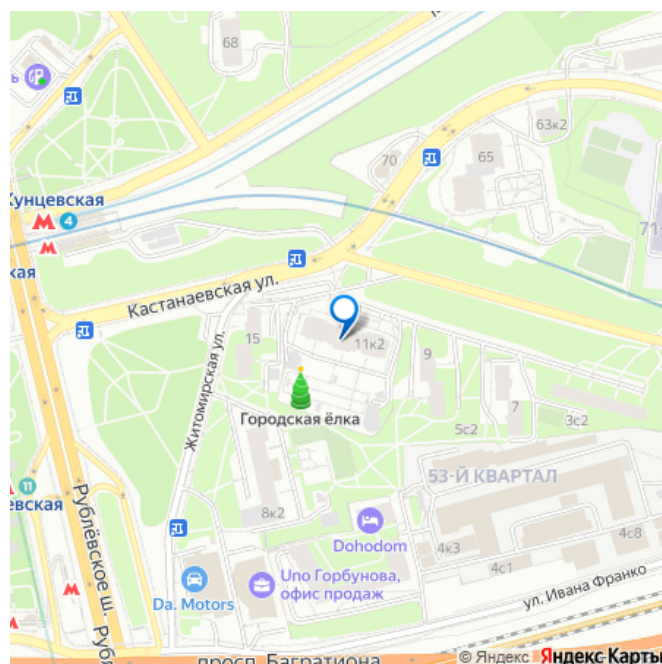 68
63к2
70
65
Кунцевская
4
71
Кастанаевская ул.
15
11к2
9
Житомирская ул.
7
Городская ёлка
3с2
5с2
53-Й КВАРТАЛ
11
8к2
Dohodom
4к3
4с8
4с1
Рублёвское ш.
Uno Горбунова,
офис продаж
Da. Motors
ул. Ивана Франко
просп. Багратиона
© Яндекс Яндекс Карты